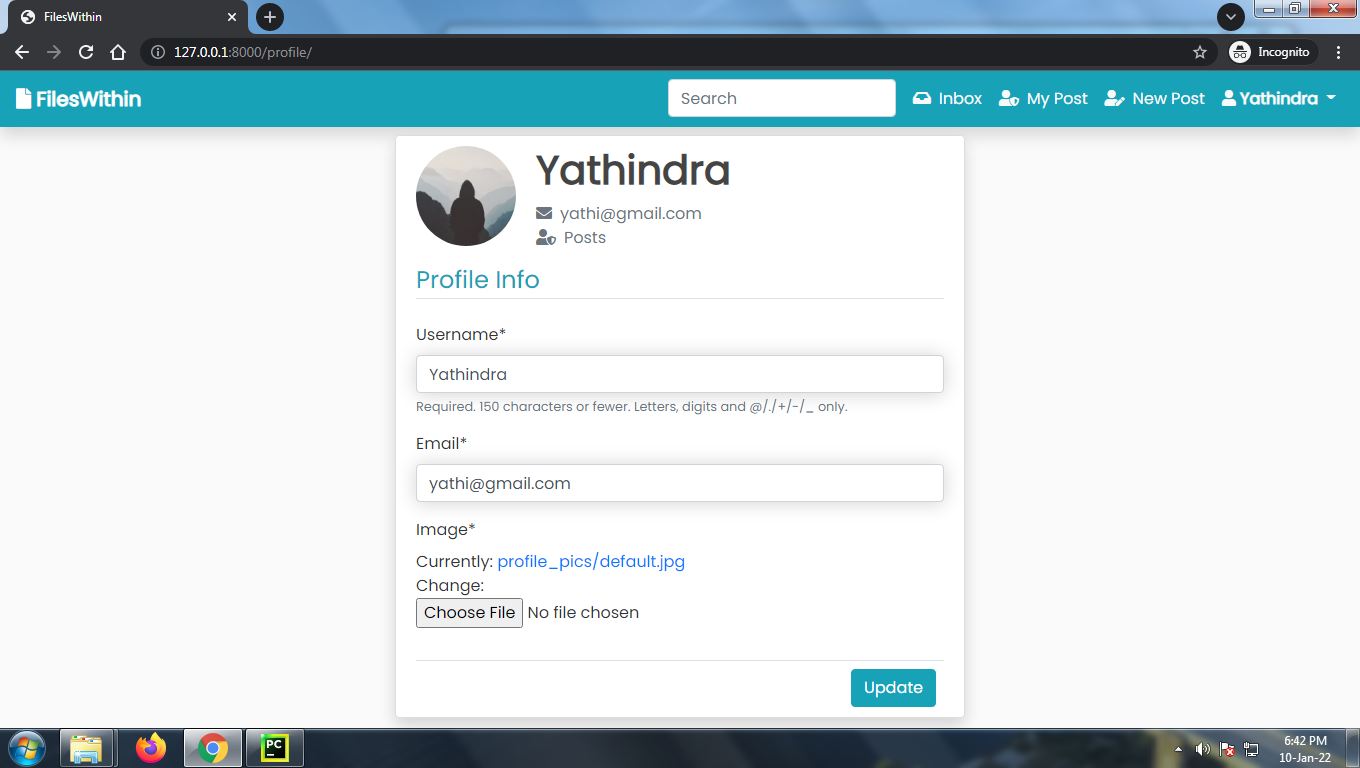 FilesWithin
127.0.0.1:8000/profile/
Incognito
FilesWithin
Search
Inbox
My Post
New Post
Yathindra
Yathindra
yathi@gmail.com
Posts
Profile Info
Username*
Yathindra
Required. 150 characters or fewer. Letters, digits and @/./+/-/_ only.
Email*
yathi@gmail.com
Image*
Currently: profile_pics/default.jpg
Change:
Choose File No file chosen
Update
PC
6:42 PM
10-Jan-22